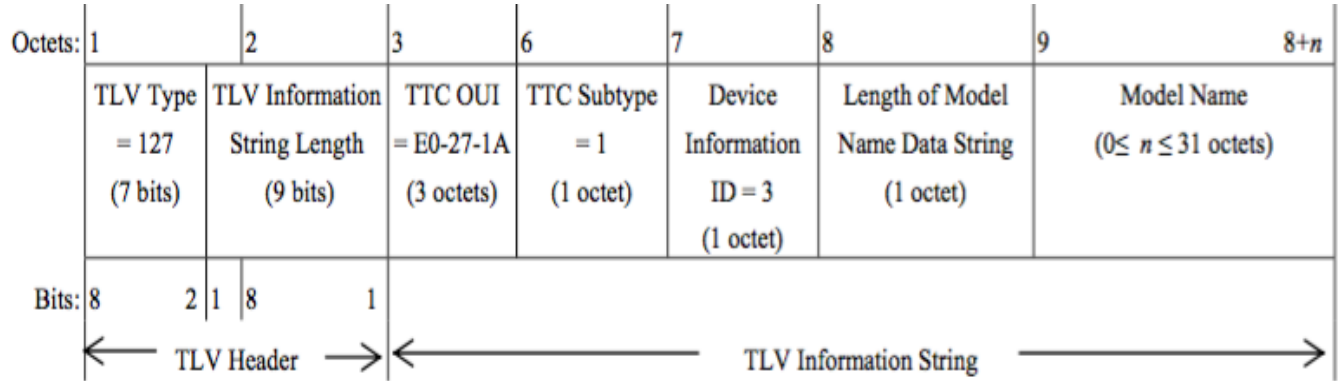 Octets: 1 2 3 6 7 8 9 8+n
TLV Type TLV Information TTC OUI TTC Subtype Device Length of Model Model Name
= 127 String Length = E0-27-1A = 1 Information Name Data String (0≤ n ≤ 31 octets)
(7 bits) (9 bits) (3 octets) (1 octet) ID = 3 (1 octet)
(1 octet)
Bits: 8 2 1 8 1
TLV Header TLV Information String